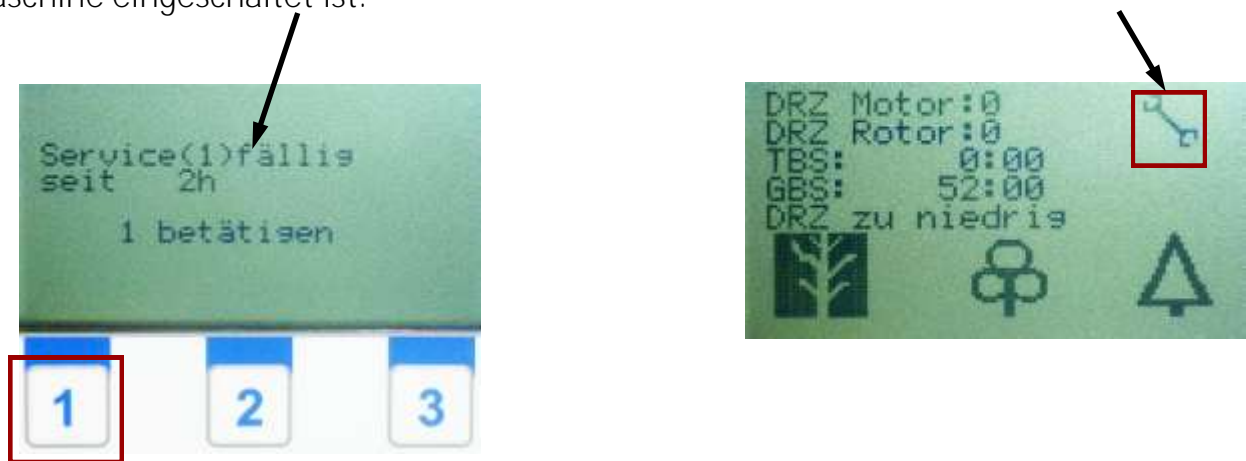 eingeschaltet ist.
Service(1)fällig
seit 2h
1 betätigen
1
2
3
DRZ Motor:0
DRZ Rotor:0
TBS: 0:00
GBS: 52:00
DRZ zu niedrig